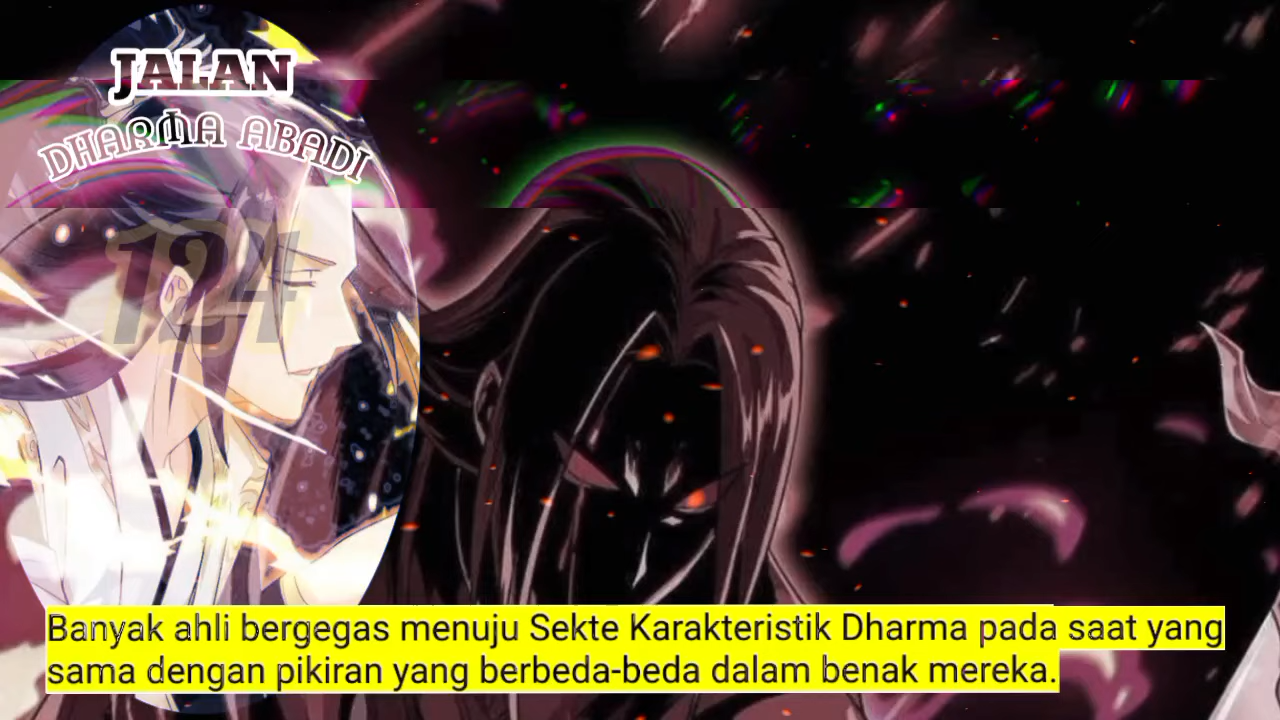 JALAN
DHARMA ABADI
124
Banyak ahli bergegas menuju Sekte Karakteristik Dharma pada saat yang
sama dengan pikiran yang berbeda-beda dalam benak mereka.